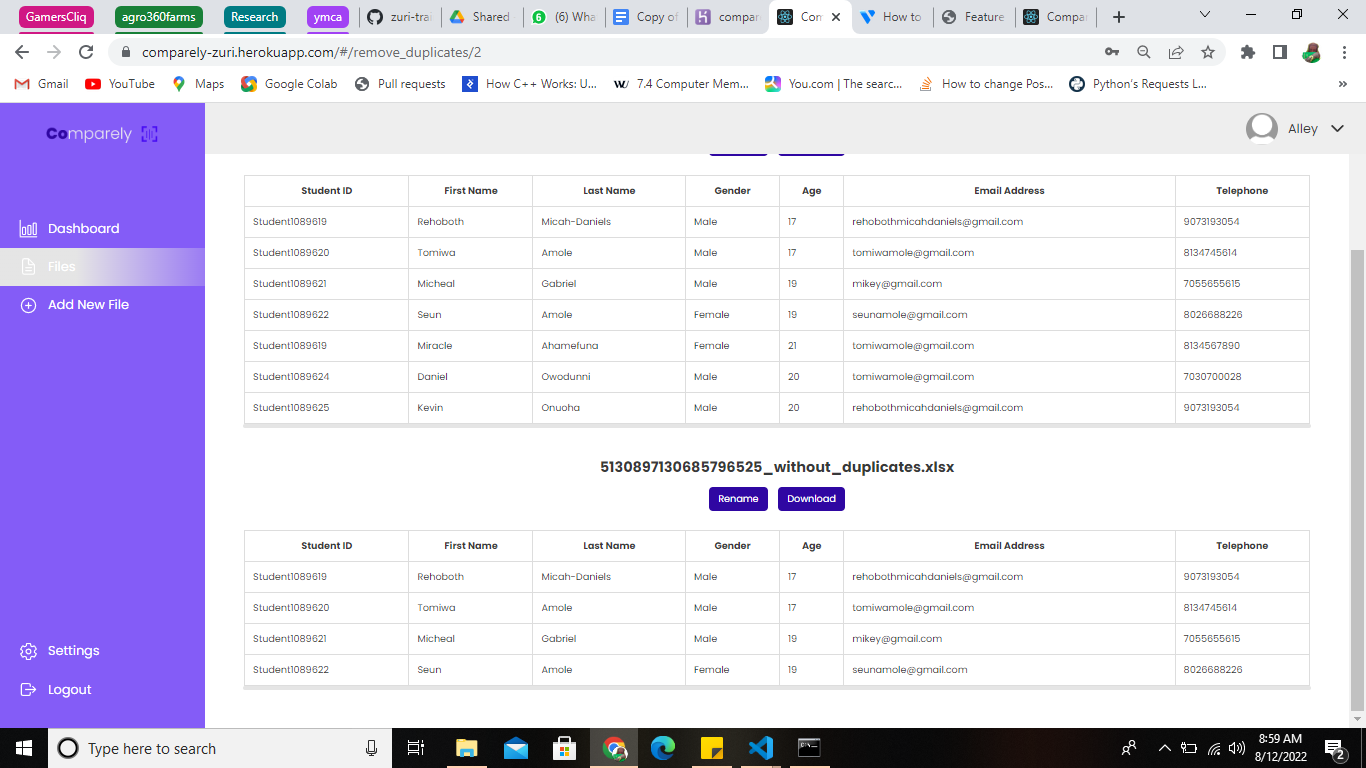 GamersCliq agro360farms Research ymca zuri-trai Shared (6) Wha Copy of compar Com How to Feature Compa
comparely-zuri.herokuapp.com/#/remove_duplicates/2
Gmail YouTube Maps Google Colab Pull requests How C++ Works: U... 7.4 Computer Mem... You.com | The searc... How to change Pos... Python's Requests L...
Comparely
Alley
Dashboard
Files
Add New File
Settings
Logout
Student ID First Name Last Name Gender Age Email Address Telephone
Student1089619 Rehoboth Micah-Daniels Male 17 rehobothmicahdaniels@gmail.com 9073193054
Student1089620 Tomiwa Amole Male 17 tomiwamole@gmail.com 8134745614
Student1089621 Micheal Gabriel Male 19 mikey@gmail.com 7055655615
Student1089622 Seun Amole Female 19 seunamole@gmail.com 8026688226
Student1089619 Miracle Ahamefuna Female 21 tomiwamole@gmail.com 8134567890
Student1089624 Daniel Owodunni Male 20 tomiwamole@gmail.com 7030700028
Student1089625 Kevin Onuoha Male 20 rehobothmicahdaniels@gmail.com 9073193054
5130897130685796525_without_duplicates.xlsx
Rename Download
Student ID First Name Last Name Gender Age Email Address Telephone
Student1089619 Rehoboth Micah-Daniels Male 17 rehobothmicahdaniels@gmail.com 9073193054
Student1089620 Tomiwa Amole Male 17 tomiwamole@gmail.com 8134745614
Student1089621 Micheal Gabriel Male 19 mikey@gmail.com 7055655615
Student1089622 Seun Amole Female 19 seunamole@gmail.com 8026688226
Type here to search
8:59 AM
8/12/2022
2